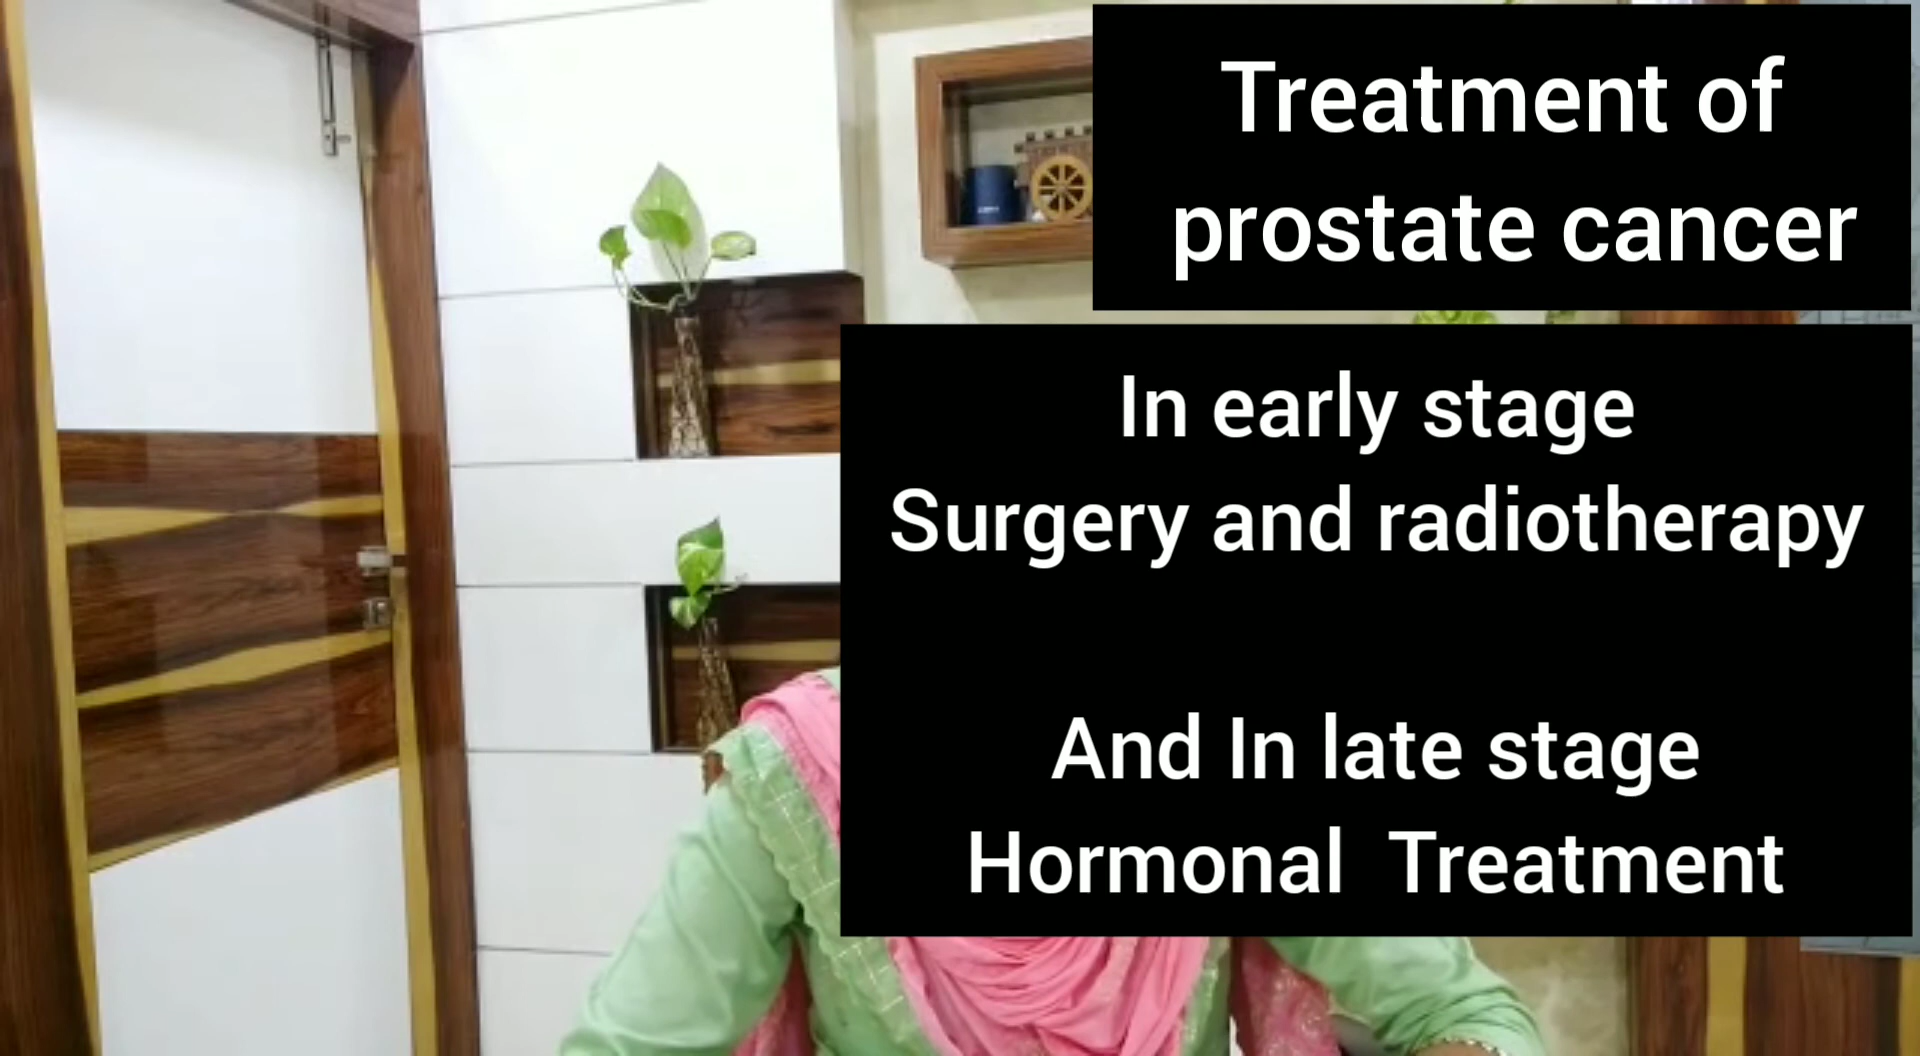 Treatment of
prostate cancer
In early stage
Surgery and radiotherapy
And In late stage
Hormonal Treatment